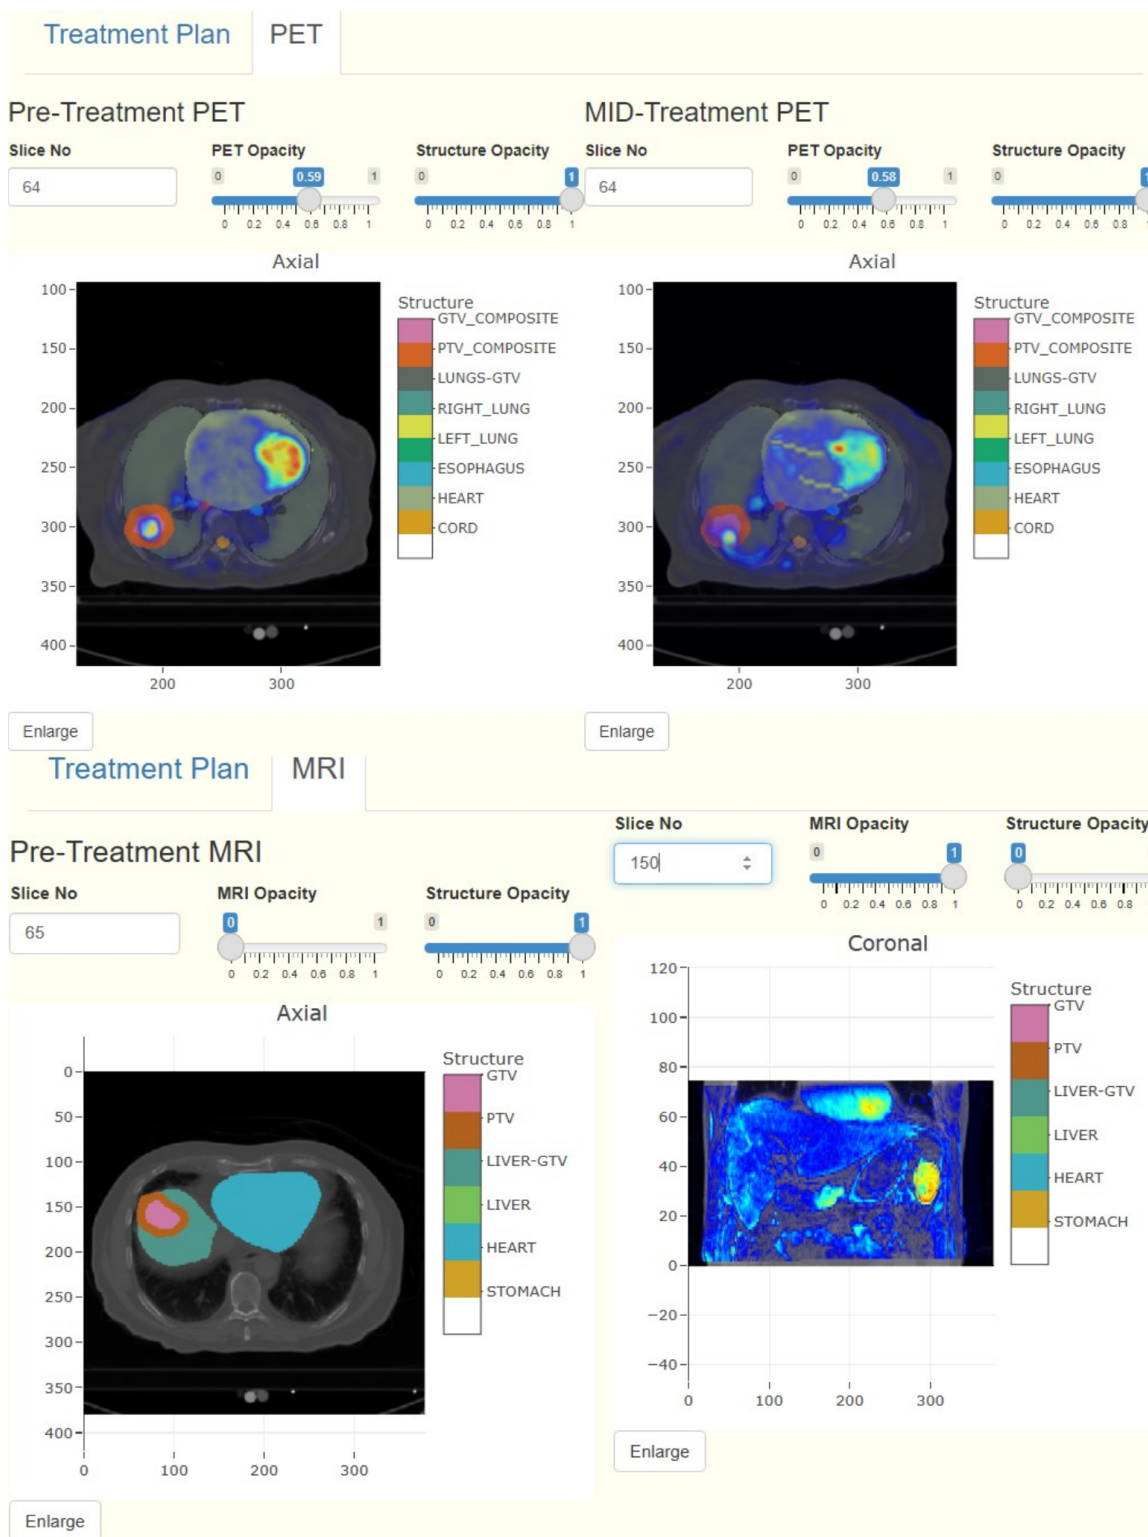 Treatment Plan PET
Pre-Treatment PET
Slice No PET Opacity Structure Opacity
64
0 0.59 1
0 0.2 0.4 0.6 0.8 1
0 1
0 0.2 0.4 0.6 0.8 1
Axial
100
150
200
250
300
350
400
200 300
Structure
GTV_COMPOSITE
PTV_COMPOSITE
LUNGS-GTV
RIGHT_LUNG
LEFT_LUNG
ESOPHAGUS
HEART
CORD
Enlarge
MID-Treatment PET
Slice No PET Opacity Structure Opacity
64
0 0.58 1
0 0.2 0.4 0.6 0.8 1
0 1
0 0.2 0.4 0.6 0.8 1
Axial
100
150
200
250
300
350
400
200 300
Structure
GTV_COMPOSITE
PTV_COMPOSITE
LUNGS-GTV
RIGHT_LUNG
LEFT_LUNG
ESOPHAGUS
HEART
CORD
Enlarge
Treatment Plan MRI
Pre-Treatment MRI
Slice No MRI Opacity Structure Opacity
65
0 1
0 0.2 0.4 0.6 0.8 1
0 1
0 0.2 0.4 0.6 0.8 1
Axial
0
50
100
150
200
250
300
350
400
0 100 200 300
Structure
GTV
PTV
LIVER-GTV
LIVER
HEART
STOMACH
Enlarge
Slice No MRI Opacity Structure Opacity
150
0 1
0 0.2 0.4 0.6 0.8 1
0
0 0.2 0.4 0.6 0.8
Coronal
120
100
80
60
40
20
0
−20
−40
0 100 200 300
Structure
GTV
PTV
LIVER-GTV
LIVER
HEART
STOMACH
Enlarge